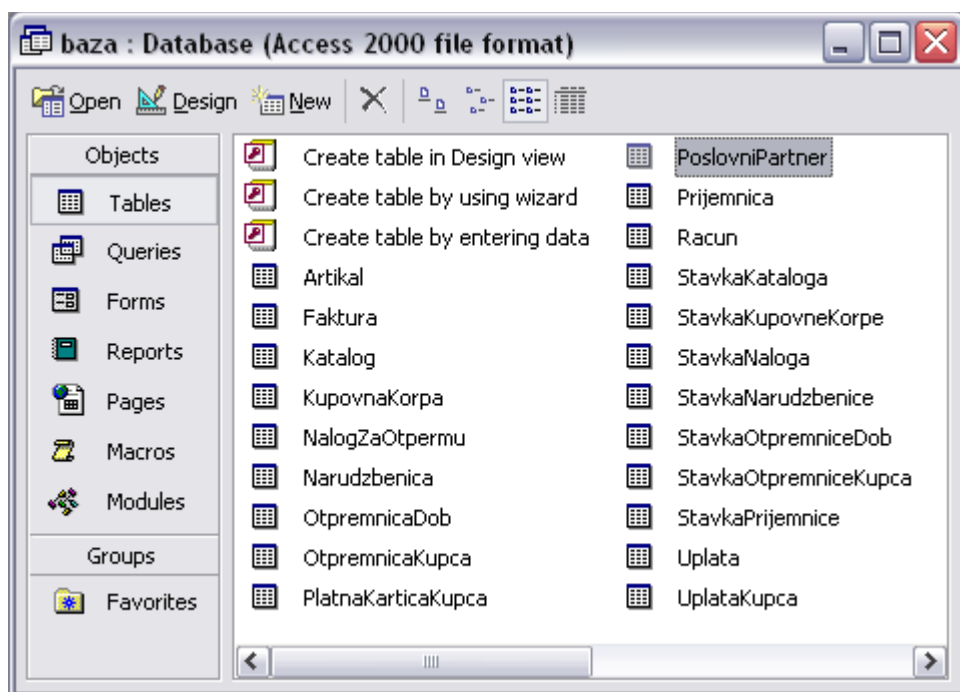 baza : Database (Access 2000 file format)
Open Design New
Objects
Tables
Queries
Forms
Reports
Pages
Macros
Modules
Groups
Favorites
Create table in Design view
Create table by using wizard
Create table by entering data
Artikal
Faktura
Katalog
KupovnaKorpa
NalogZaOtpermu
Narudzbenica
OtpremnicaDob
OtpremnicaKupca
PlatnaKarticaKupca
PoslovniPartner
Prijemnica
Racun
StavkaKataloga
StavkaKupovneKorpe
StavkaNaloga
StavkaNarudzbenice
StavkaOtpremniceDob
StavkaOtpremniceKupca
StavkaPrijemnice
Uplata
UplataKupca